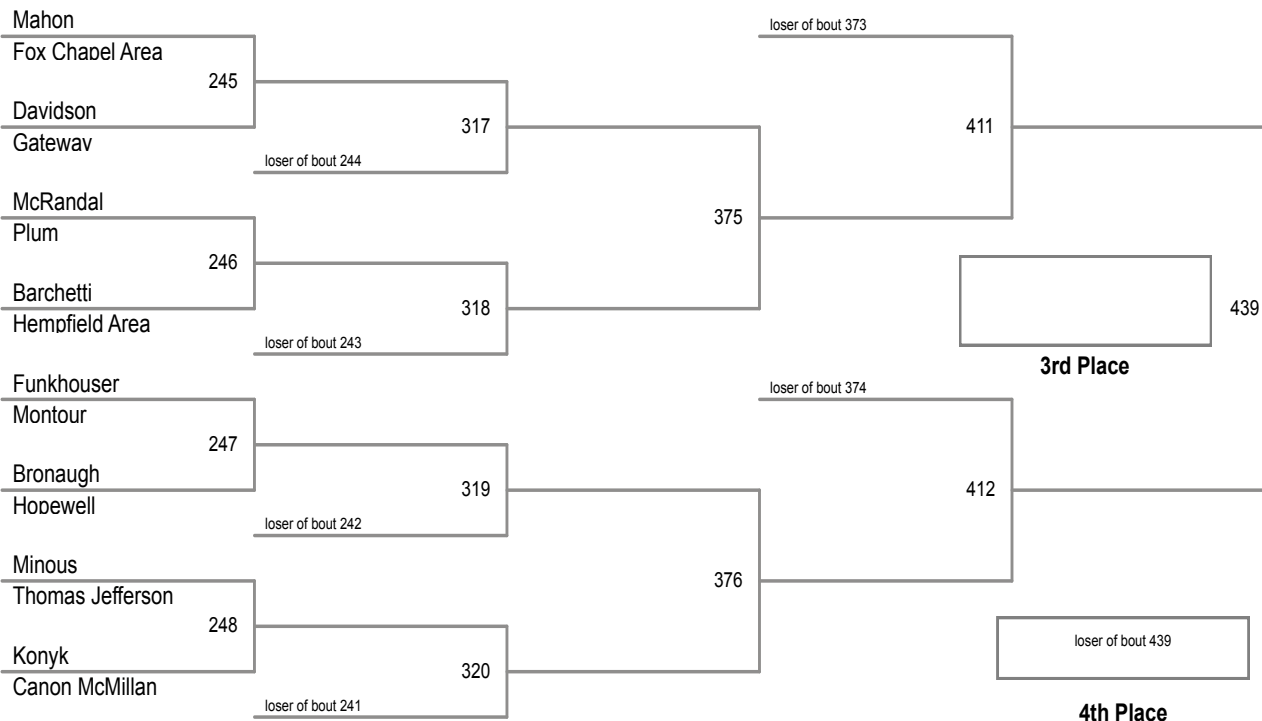 Mahon
Fox Chapel Area
245
Davidson
Gateway
loser of bout 244
317
McRandal
Plum
246
Barchetti
Hempfield Area
loser of bout 243
318
375
loser of bout 373
411
439
3rd Place
Funkhouser
Montour
247
Bronaugh
Hopewell
loser of bout 242
319
Minous
Thomas Jefferson
248
Konyk
Canon McMillan
loser of bout 241
320
376
loser of bout 374
412
loser of bout 439
4th Place